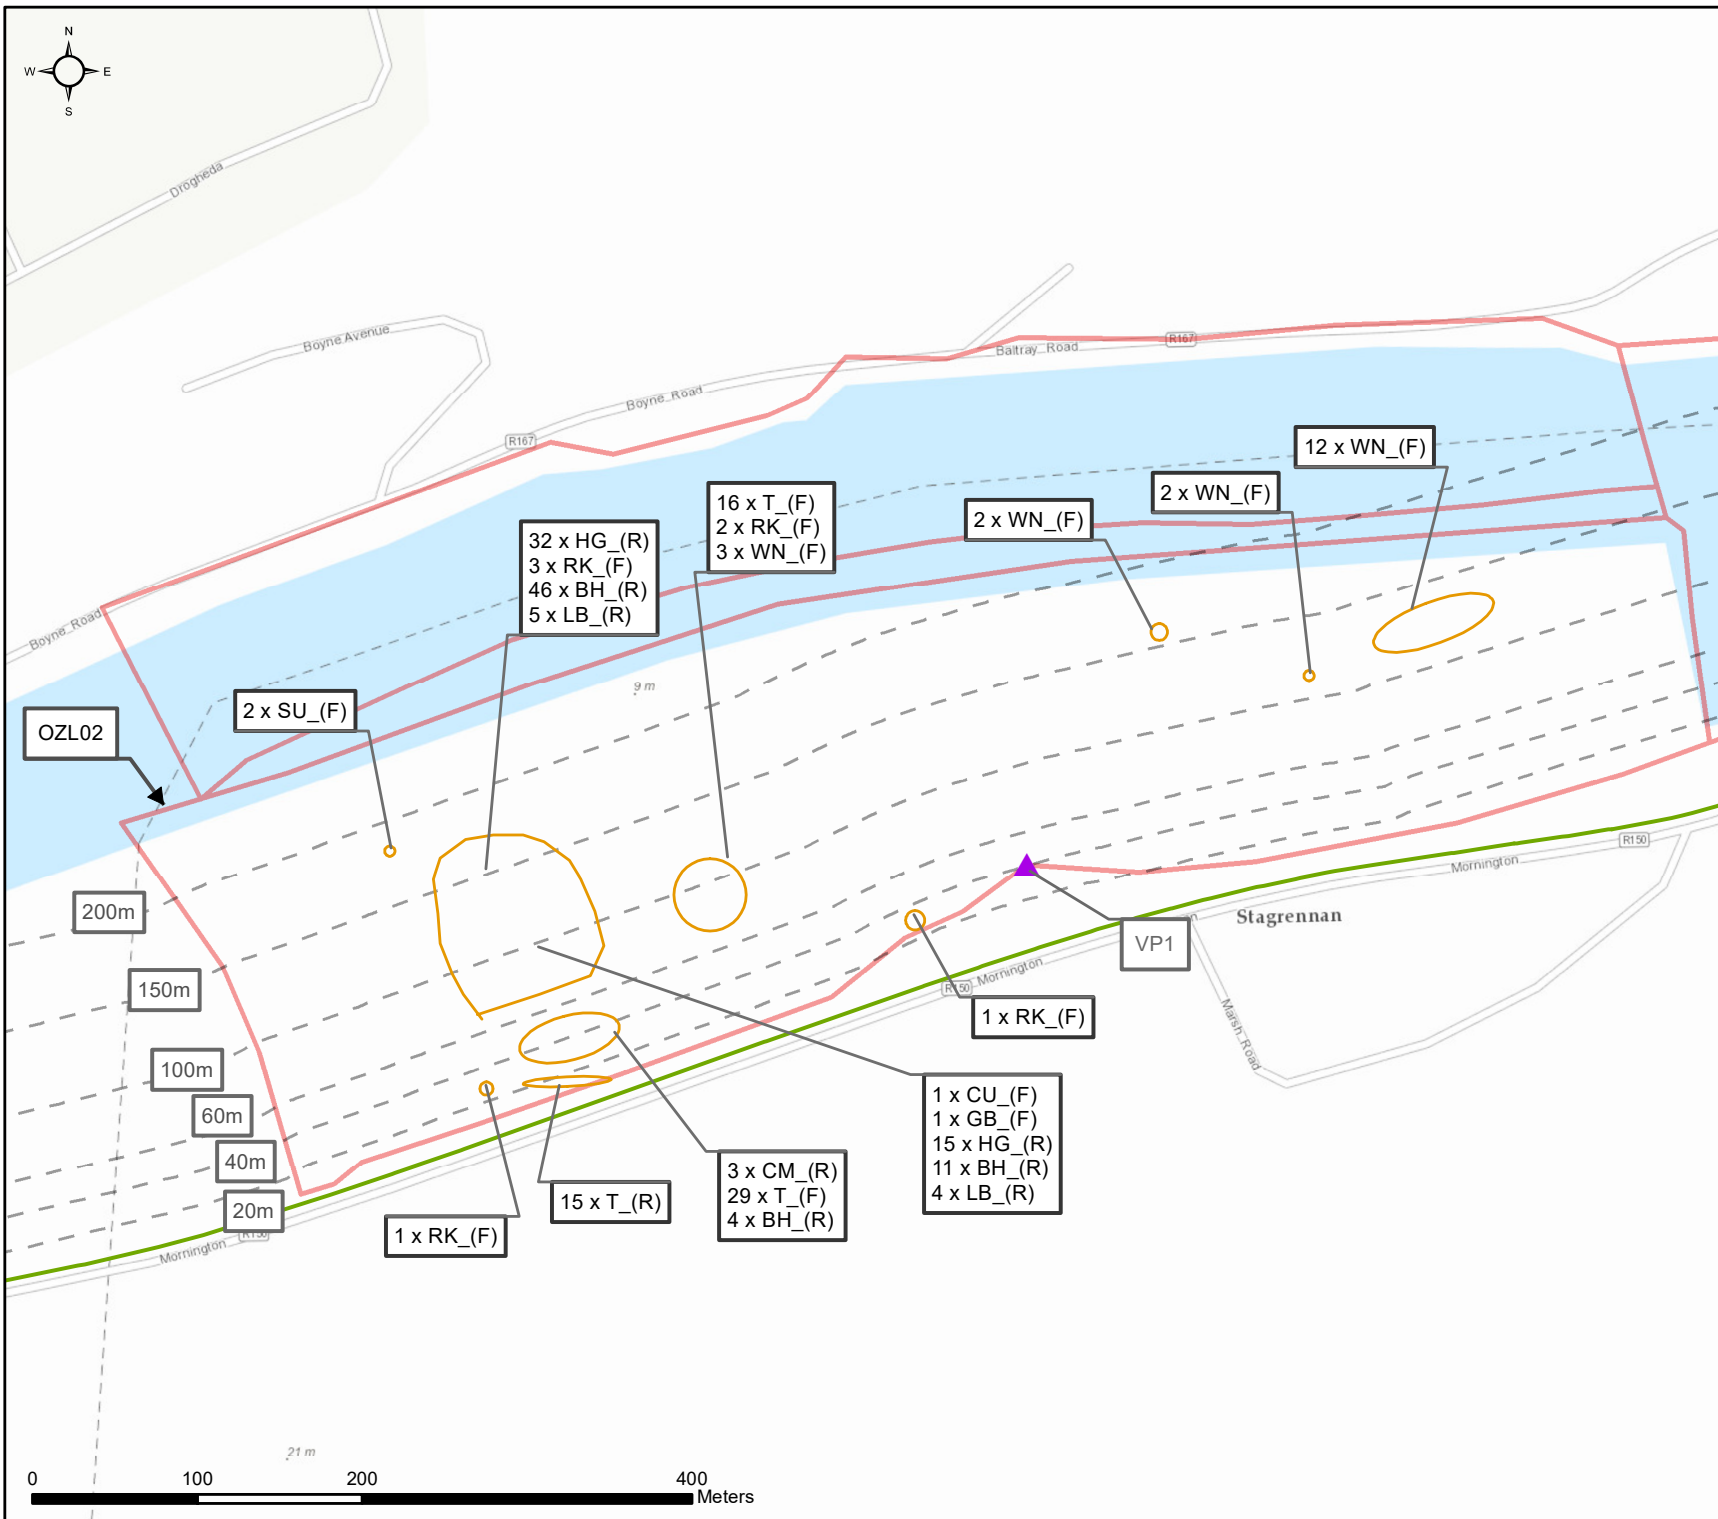 N
W E
S
Drogheda
Boyne Avenue
Boyne Road
R167
Baltray Road
R167
Boyne Road
12 x WN_(F)
2 x WN_(F)
2 x WN_(F)
16 x T_(F)
2 x RK_(F)
3 x WN_(F)
32 x HG_(R)
3 x RK_(F)
46 x BH_(R)
5 x LB_(R)
9 m
2 x SU_(F)
OZL02
200m
150m
100m
60m
40m
20m
R150
Mornington
Stagrennan
VP1
Mornington
R150
Marsh Road
1 x RK_(F)
1 x CU_(F)
1 x GB_(F)
15 x HG_(R)
11 x BH_(R)
4 x LB_(R)
3 x CM_(R)
29 x T_(F)
4 x BH_(R)
15 x T_(R)
1 x RK_(F)
R150
Mornington
21 m
0 100 200 400
Meters